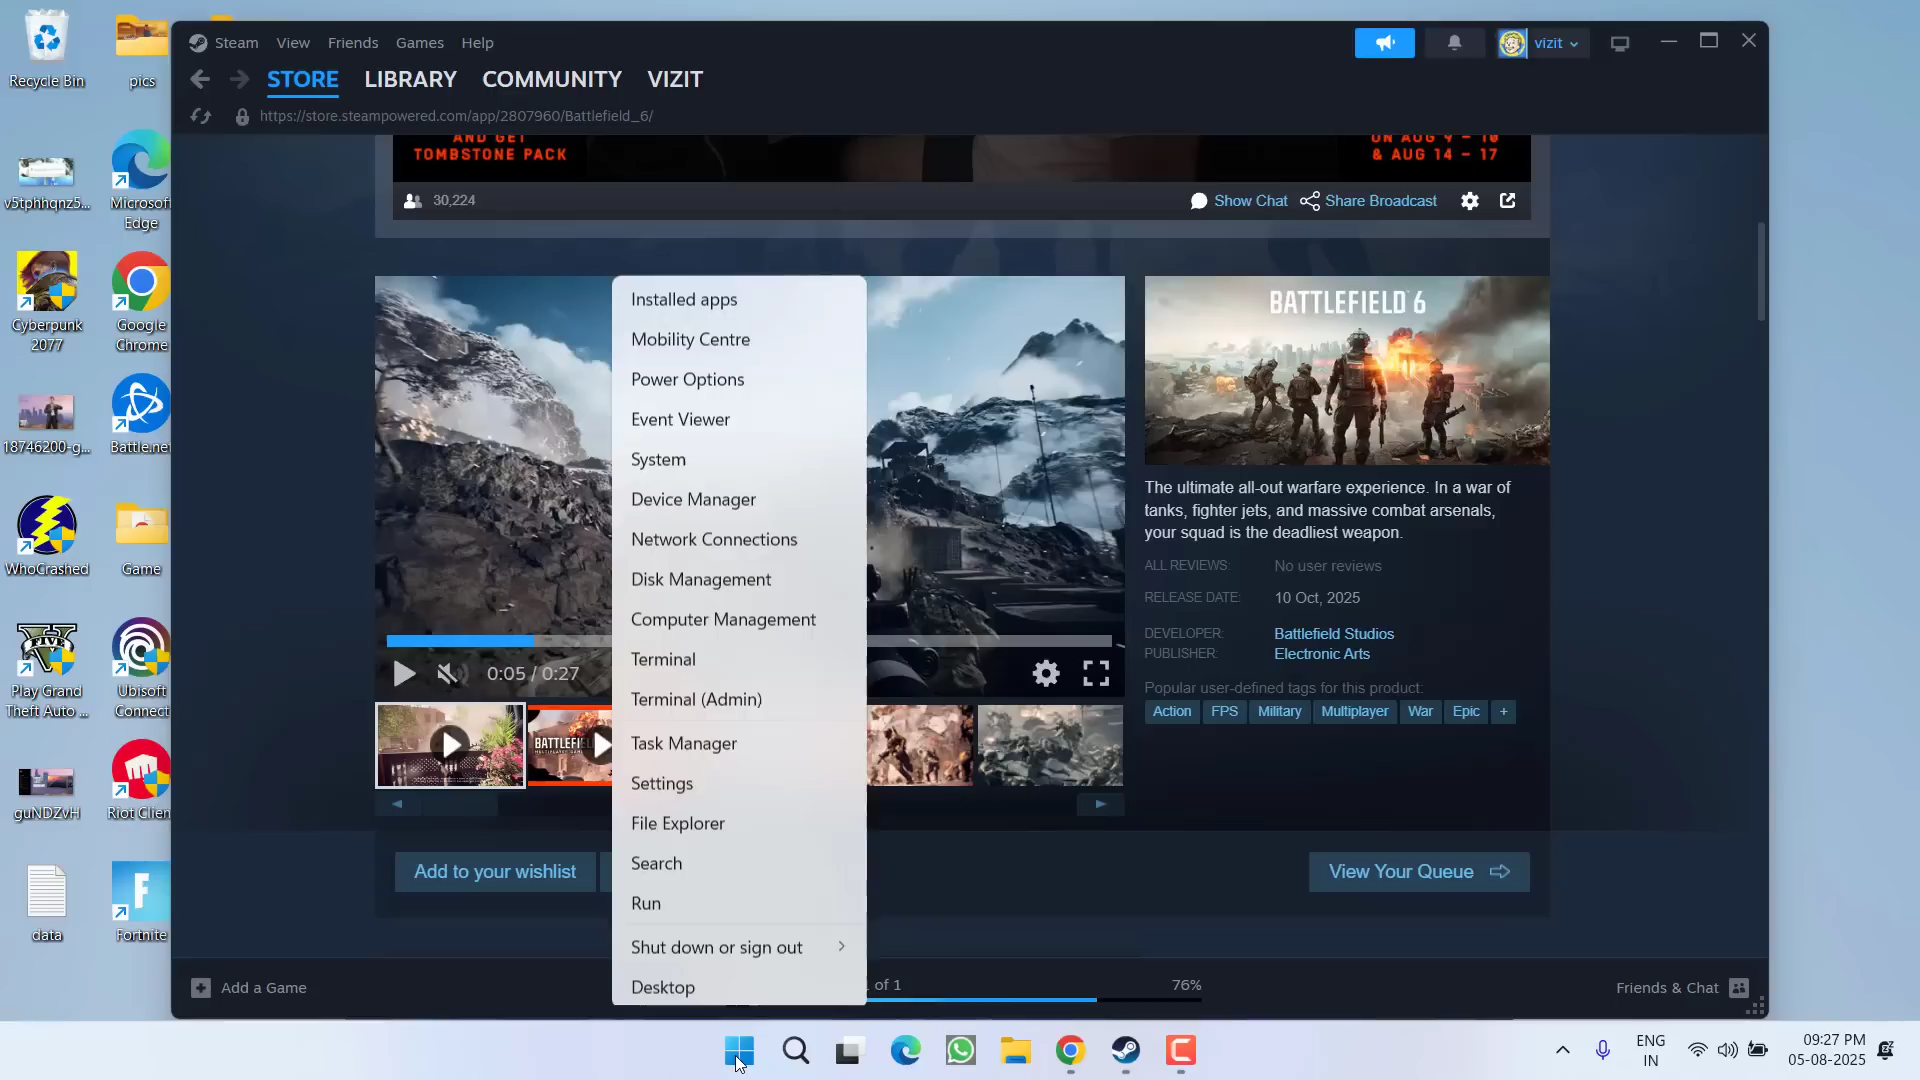 Recycle Bin
pics
v5tphhqnz5...
Microsoft
Edge
Cyberpunk
2077
Google
Chrome
18746200-g...
Battle.net
WhoCrashed
Game
Play Grand
Theft Auto ...
Ubisoft
Connect
guNDZvH
Riot Clien
data
Fortnite
Steam View Friends Games Help
vizit
STORE LIBRARY COMMUNITY VIZIT
https://store.steampowered.com/app/2807960/Battlefield_6/
AND GET
TOMBSTONE PACK
ON AUG 9 – 10
& AUG 14 – 17
30,224
Show Chat
Share Broadcast
0:05 / 0:27
Installed apps
Mobility Centre
Power Options
Event Viewer
System
Device Manager
Network Connections
Disk Management
Computer Management
Terminal
Terminal (Admin)
Task Manager
Settings
File Explorer
Search
Run
Shut down or sign out
Desktop
BATTLEFIELD 6
The ultimate all-out warfare experience. In a war of
tanks, fighter jets, and massive combat arsenals,
your squad is the deadliest weapon.
ALL REVIEWS: No user reviews
RELEASE DATE: 10 Oct, 2025
DEVELOPER: Battlefield Studios
PUBLISHER: Electronic Arts
Popular user-defined tags for this product:
Action FPS Military Multiplayer War Epic +
Add to your wishlist
View Your Queue
Add a Game
of 1
76%
Friends & Chat
ENG
IN
09:27 PM
05-08-2025